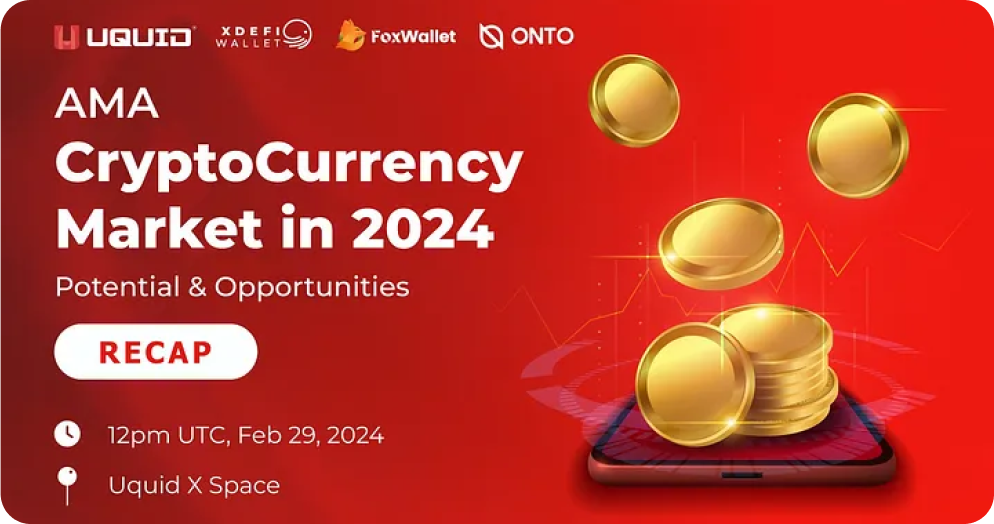 UQUID
XDEFI
WALLET
FoxWallet
ONTO
AMA
CryptoCurrency
Market in 2024
Potential & Opportunities
RECAP
12pm UTC, Feb 29, 2024
Uquid X Space